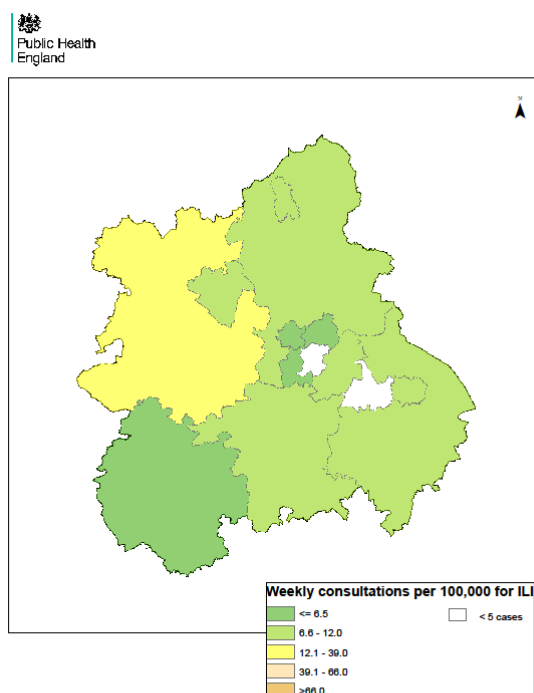 Public Health
England
N
Weekly consultations per 100,000 for ILI
<= 6.5
< 5 cases
6.6 - 12.0
12.1 - 39.0
39.1 - 66.0
>66.0